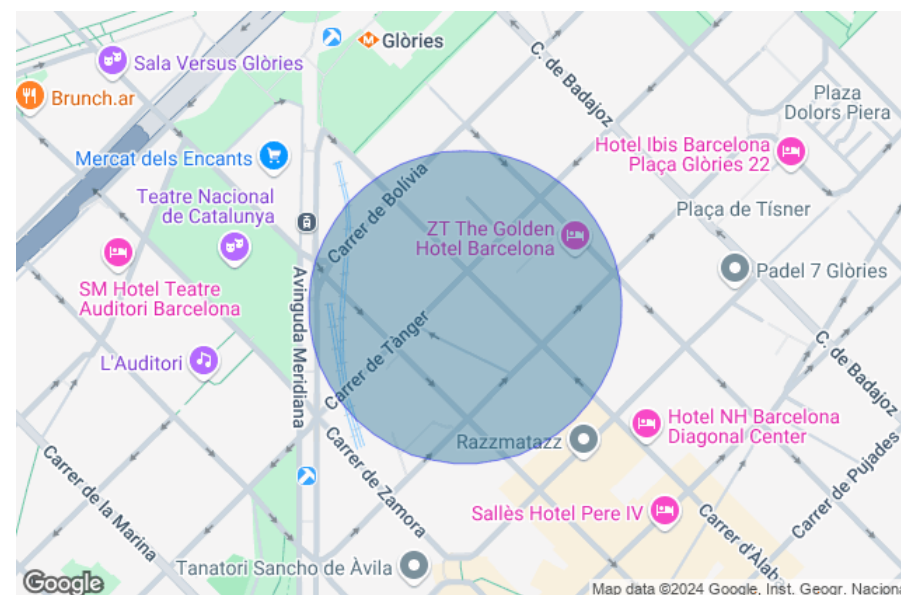 Glòries
Sala Versus Glòries
Brunch.ar
C. de Badajoz
Plaza
Dolors Piera
Mercat dels Encants
Hotel Ibis Barcelona
Plaça Glòries 22
Teatre Nacional
de Catalunya
Carrer de Bolívia
ZT The Golden
Hotel Barcelona
Plaça de Tísner
SM Hotel Teatre
Auditori Barcelona
Avinguda Meridiana
Padel 7 Glòries
L'Auditori
Carrer de Tànger
C. de Badajoz
Hotel NH Barcelona
Diagonal Center
Razzmatazz
Carrer de la Marina
Carrer de Zamora
Carrer de Pujades
Sallès Hotel Pere IV
Carrer d'Àlab
Tanatori Sancho de Àvila
Google
Map data ©2024 Google, Inst. Geogr. Naciona